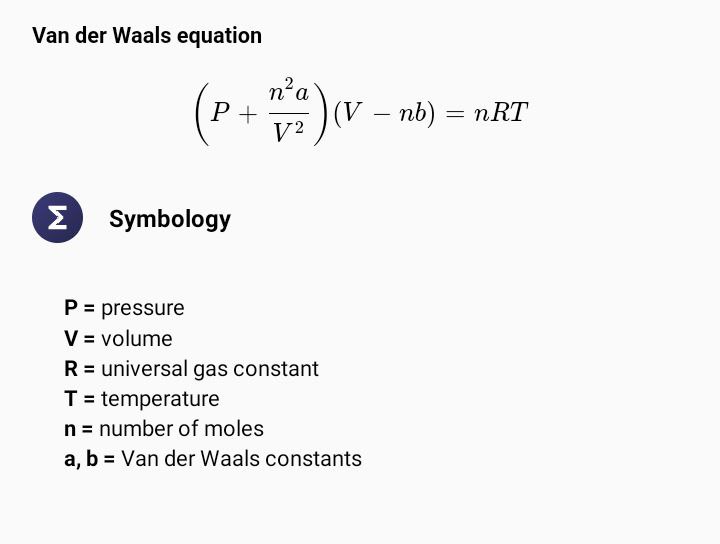 Van der Waals equation
(P + n²a / V²)(V − nb) = nRT
Σ Symbology
P = pressure
V = volume
R = universal gas constant
T = temperature
n = number of moles
a, b = Van der Waals constants